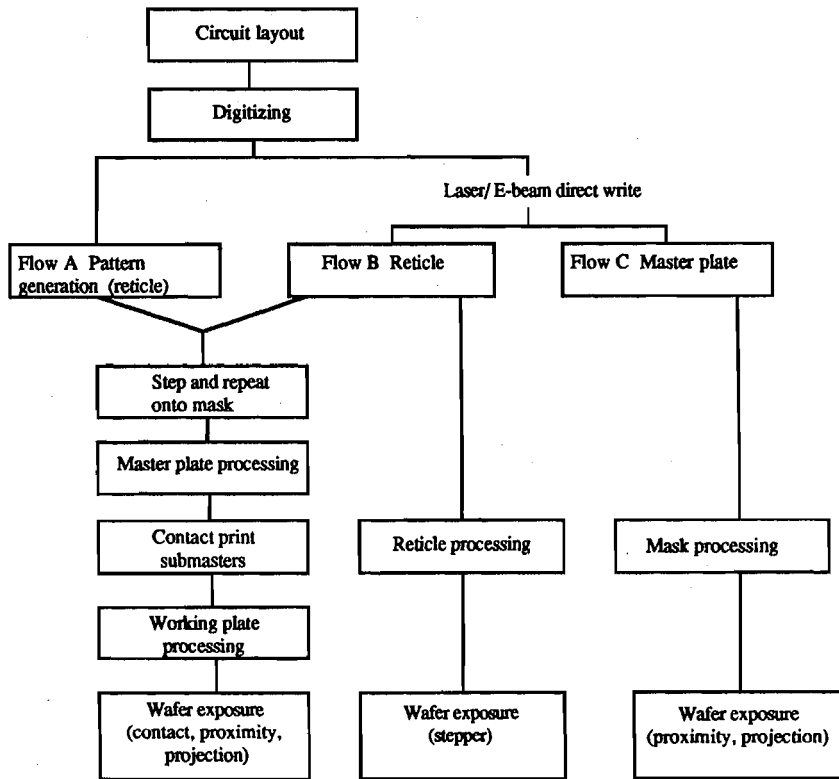 Circuit layout
Digitizing
Laser/ E-beam direct write
Flow A Pattern
generation (reticle)
Flow B Reticle
Flow C Master plate
Step and repeat
onto mask
Master plate processing
Contact print
submasters
Reticle processing
Mask processing
Working plate
processing
Wafer exposure
(contact, proximity,
projection)
Wafer exposure
(stepper)
Wafer exposure
(proximity, projection)